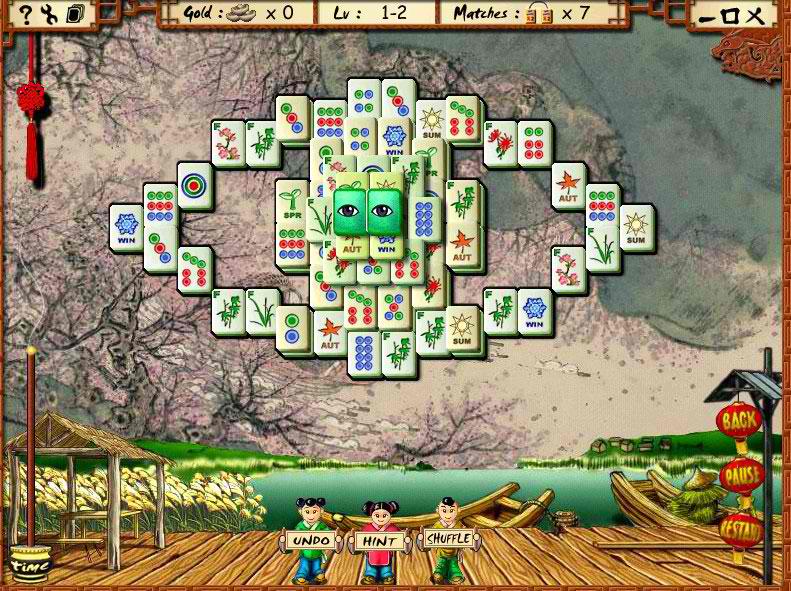 ? Gold : x 0 Lv : 1-2 Matches : x 7
SUM
WIN
F F F
F F
SPR
AUT
SPR F
WIN F SUM
AUT WIN AUT
F
F F F WIN
AUT F SUM
F
BACK
PAUSE
RESTART
UNDO HINT SHUFFLE
TIME